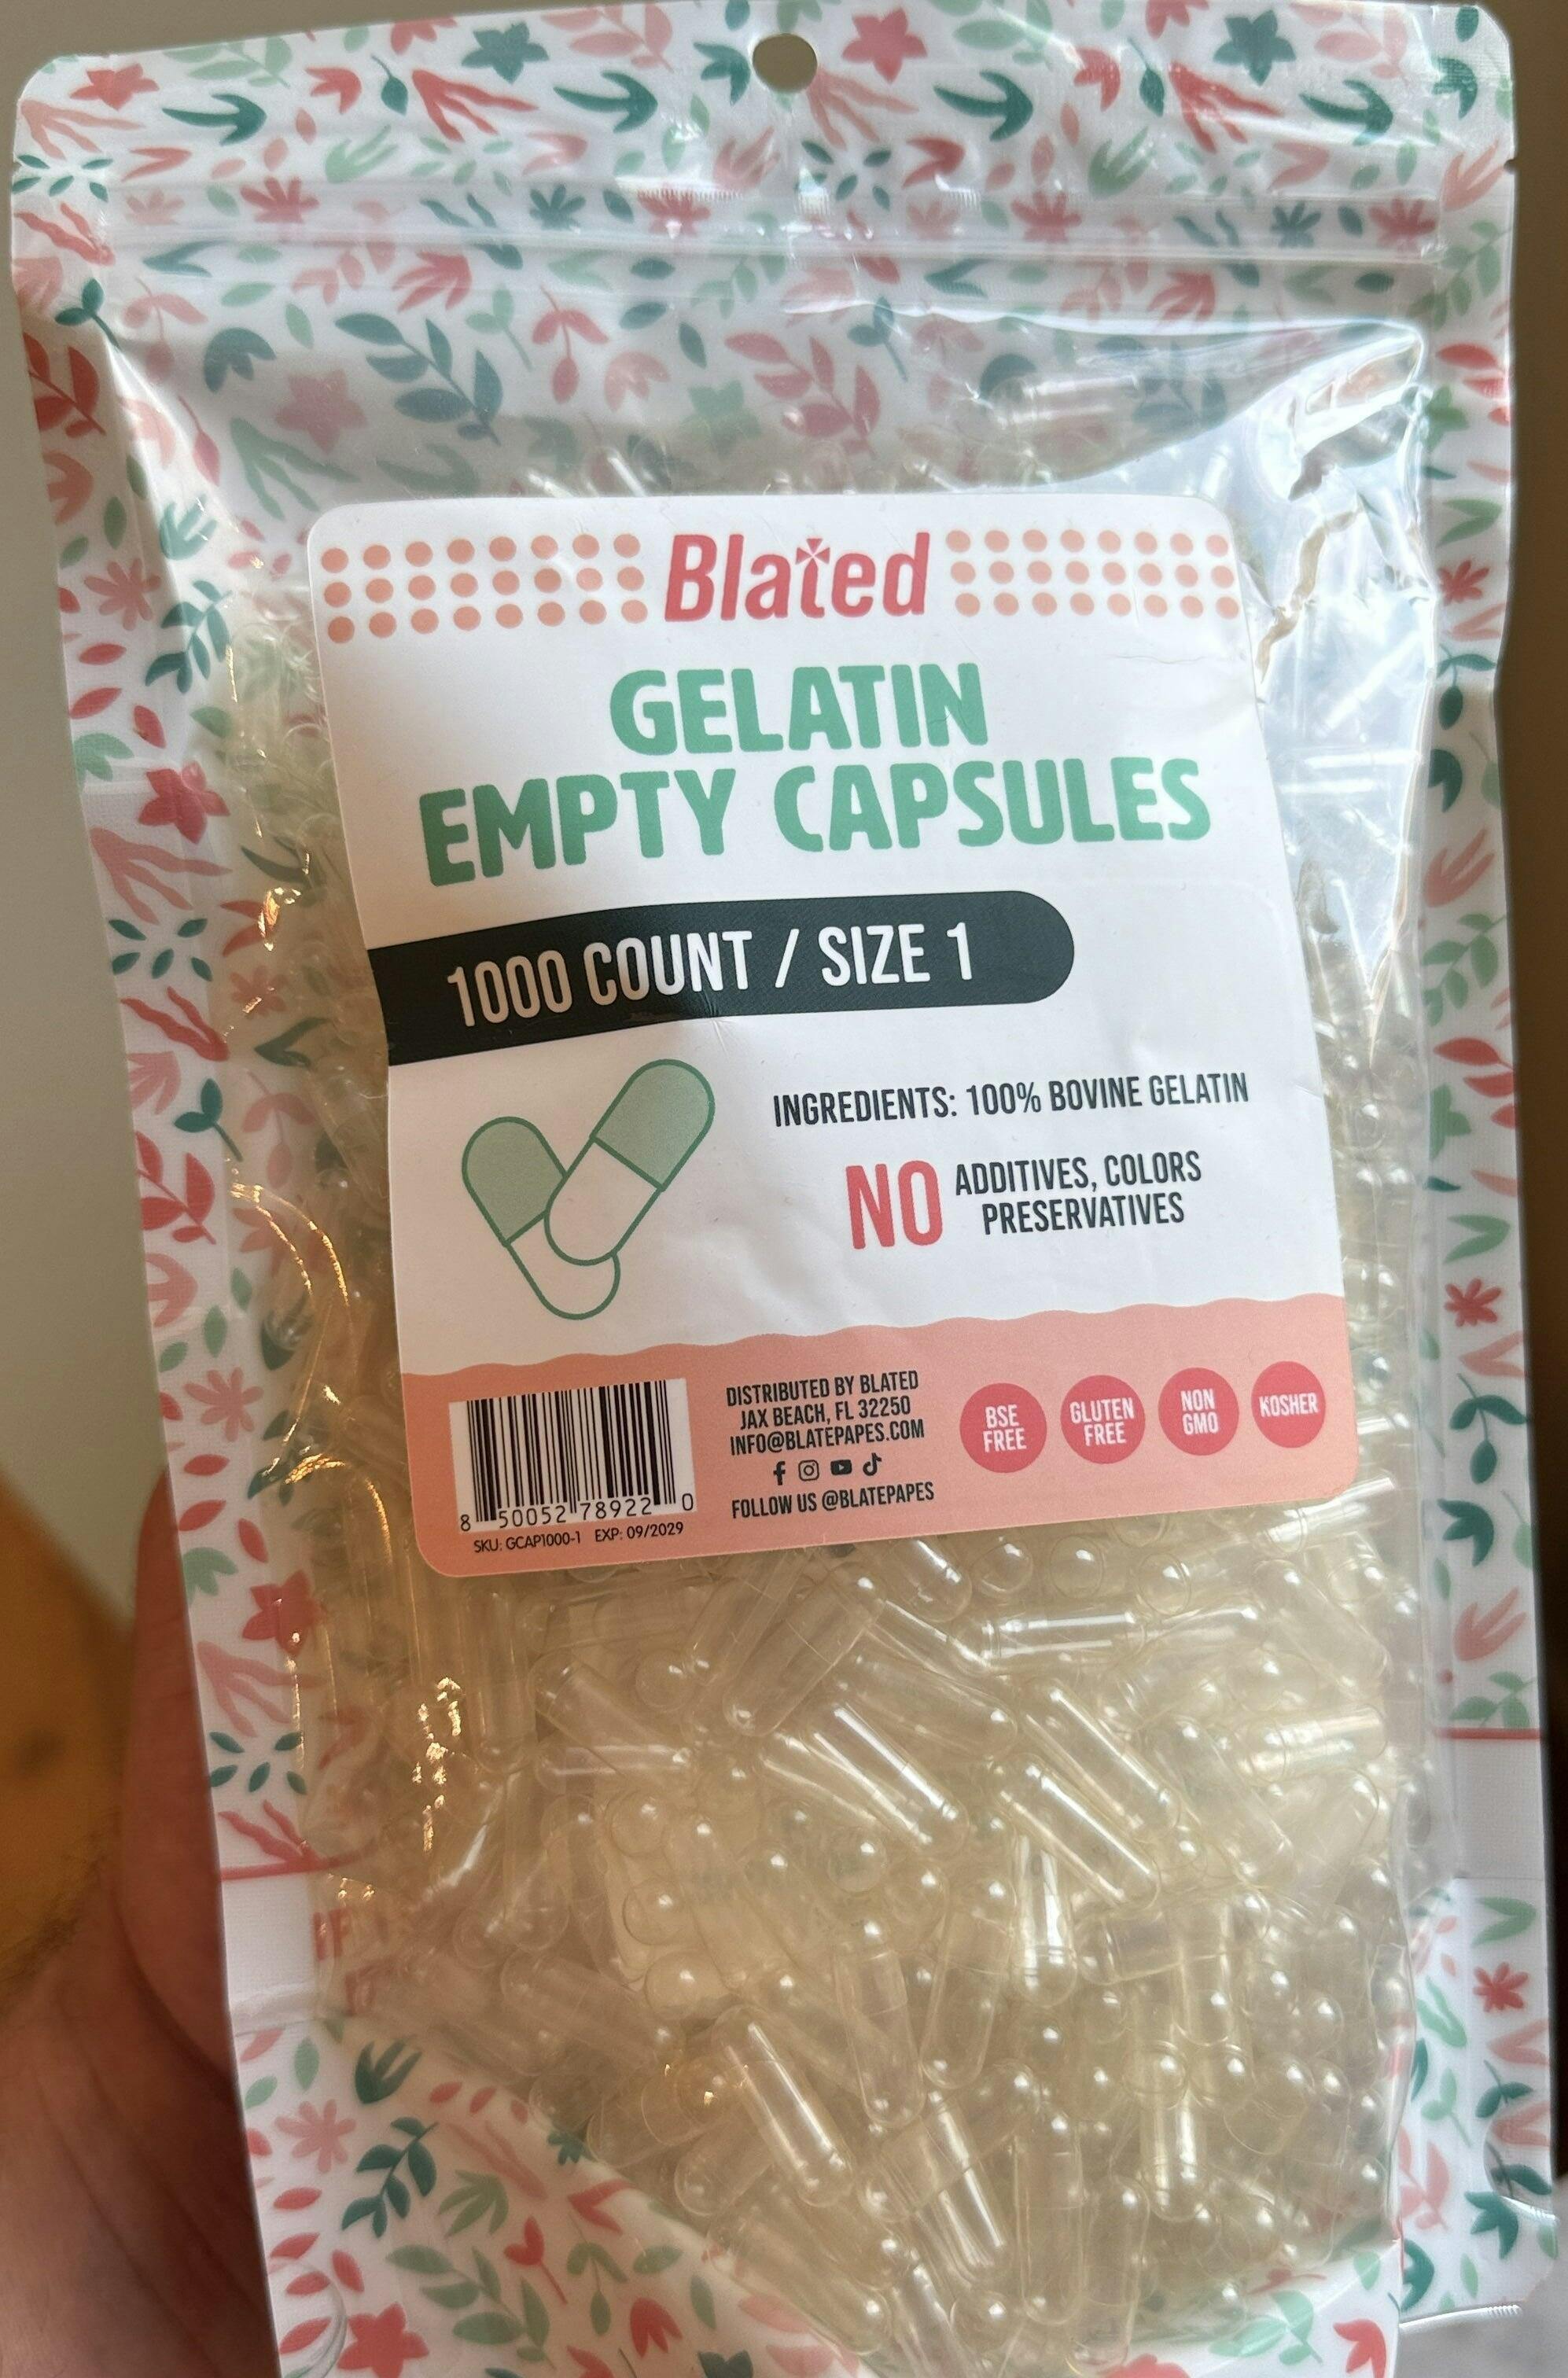 Blated
GELATIN
EMPTY CAPSULES
1000 COUNT / SIZE 1
INGREDIENTS: 100% BOVINE GELATIN
NO
ADDITIVES, COLORS
PRESERVATIVES
8 50052 78922 0
SKU: GCAP1000-1 EXP: 09/2029
DISTRIBUTED BY BLATED
JAX BEACH, FL 32250
INFO@BLATEPAPES.COM
FOLLOW US @BLATEPAPES
BSE
FREE
GLUTEN
FREE
NON
GMO
KOSHER